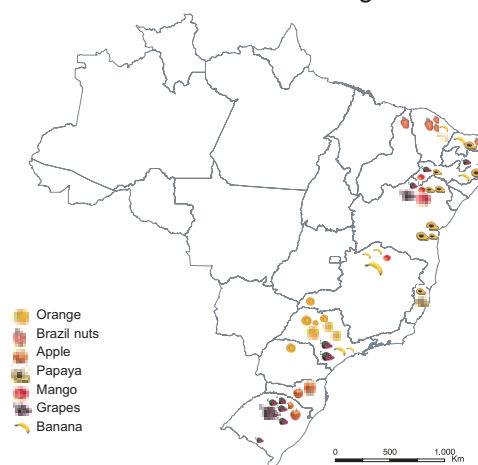 Orange
Brazil nuts
Apple
Papaya
Mango
Grapes
Banana
0 500 1.000
Km